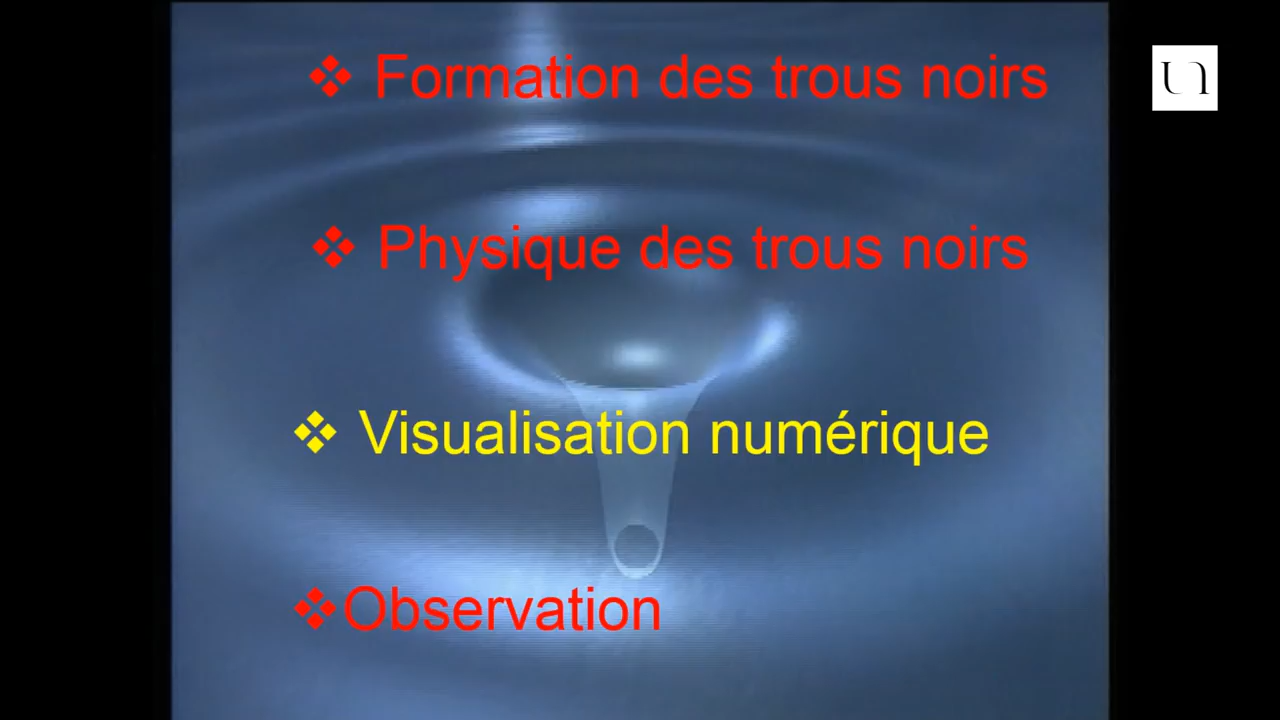 ❖ Formation des trous noirs
❖ Physique des trous noirs
❖ Visualisation numérique
❖Observation